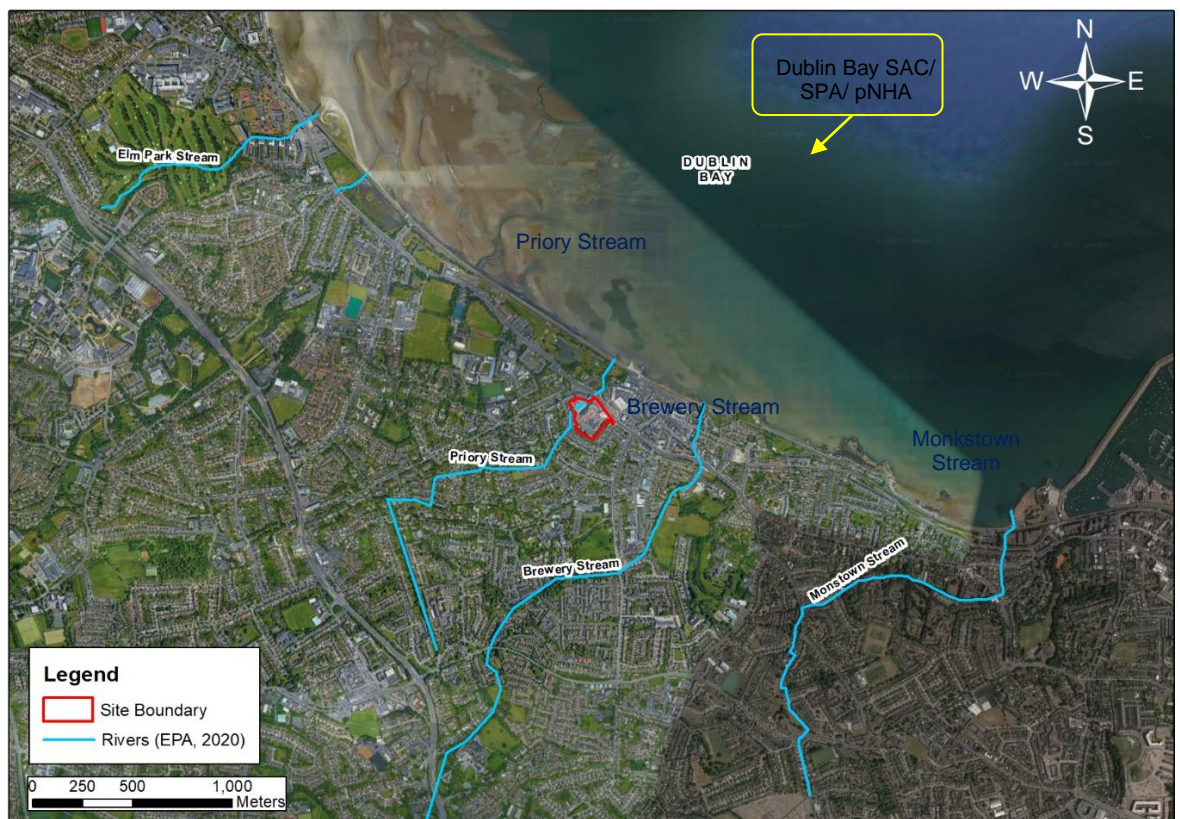 Dublin Bay SAC/
SPA/ pNHA
N
W E
S
DUBLIN
BAY
Elm Park Stream
Priory Stream
Brewery Stream
Monkstown
Stream
Priory Stream
Brewery Stream
Monstown Stream
Legend
Site Boundary
Rivers (EPA, 2020)
0 250 500 1,000
Meters